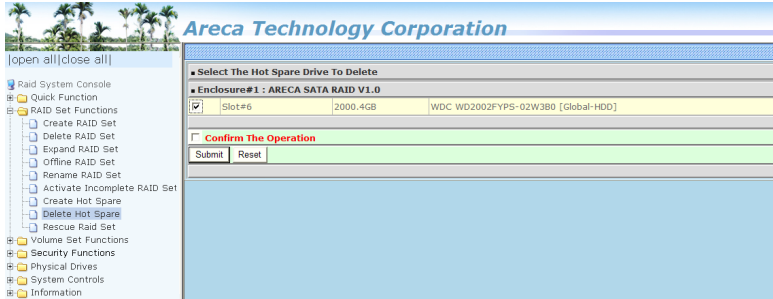 Areca Technology Corporation
|open all|close all|
Raid System Console
Quick Function
RAID Set Functions
Create RAID Set
Delete RAID Set
Expand RAID Set
Offline RAID Set
Rename RAID Set
Activate Incomplete RAID Set
Create Hot Spare
Delete Hot Spare
Rescue Raid Set
Volume Set Functions
Security Functions
Physical Drives
System Controls
Information
Select The Hot Spare Drive To Delete
Enclosure#1 : ARECA SATA RAID V1.0
Slot#6 2000.4GB WDC WD2002FYPS-02W3B0 [Global-HDD]
Confirm The Operation
Submit Reset